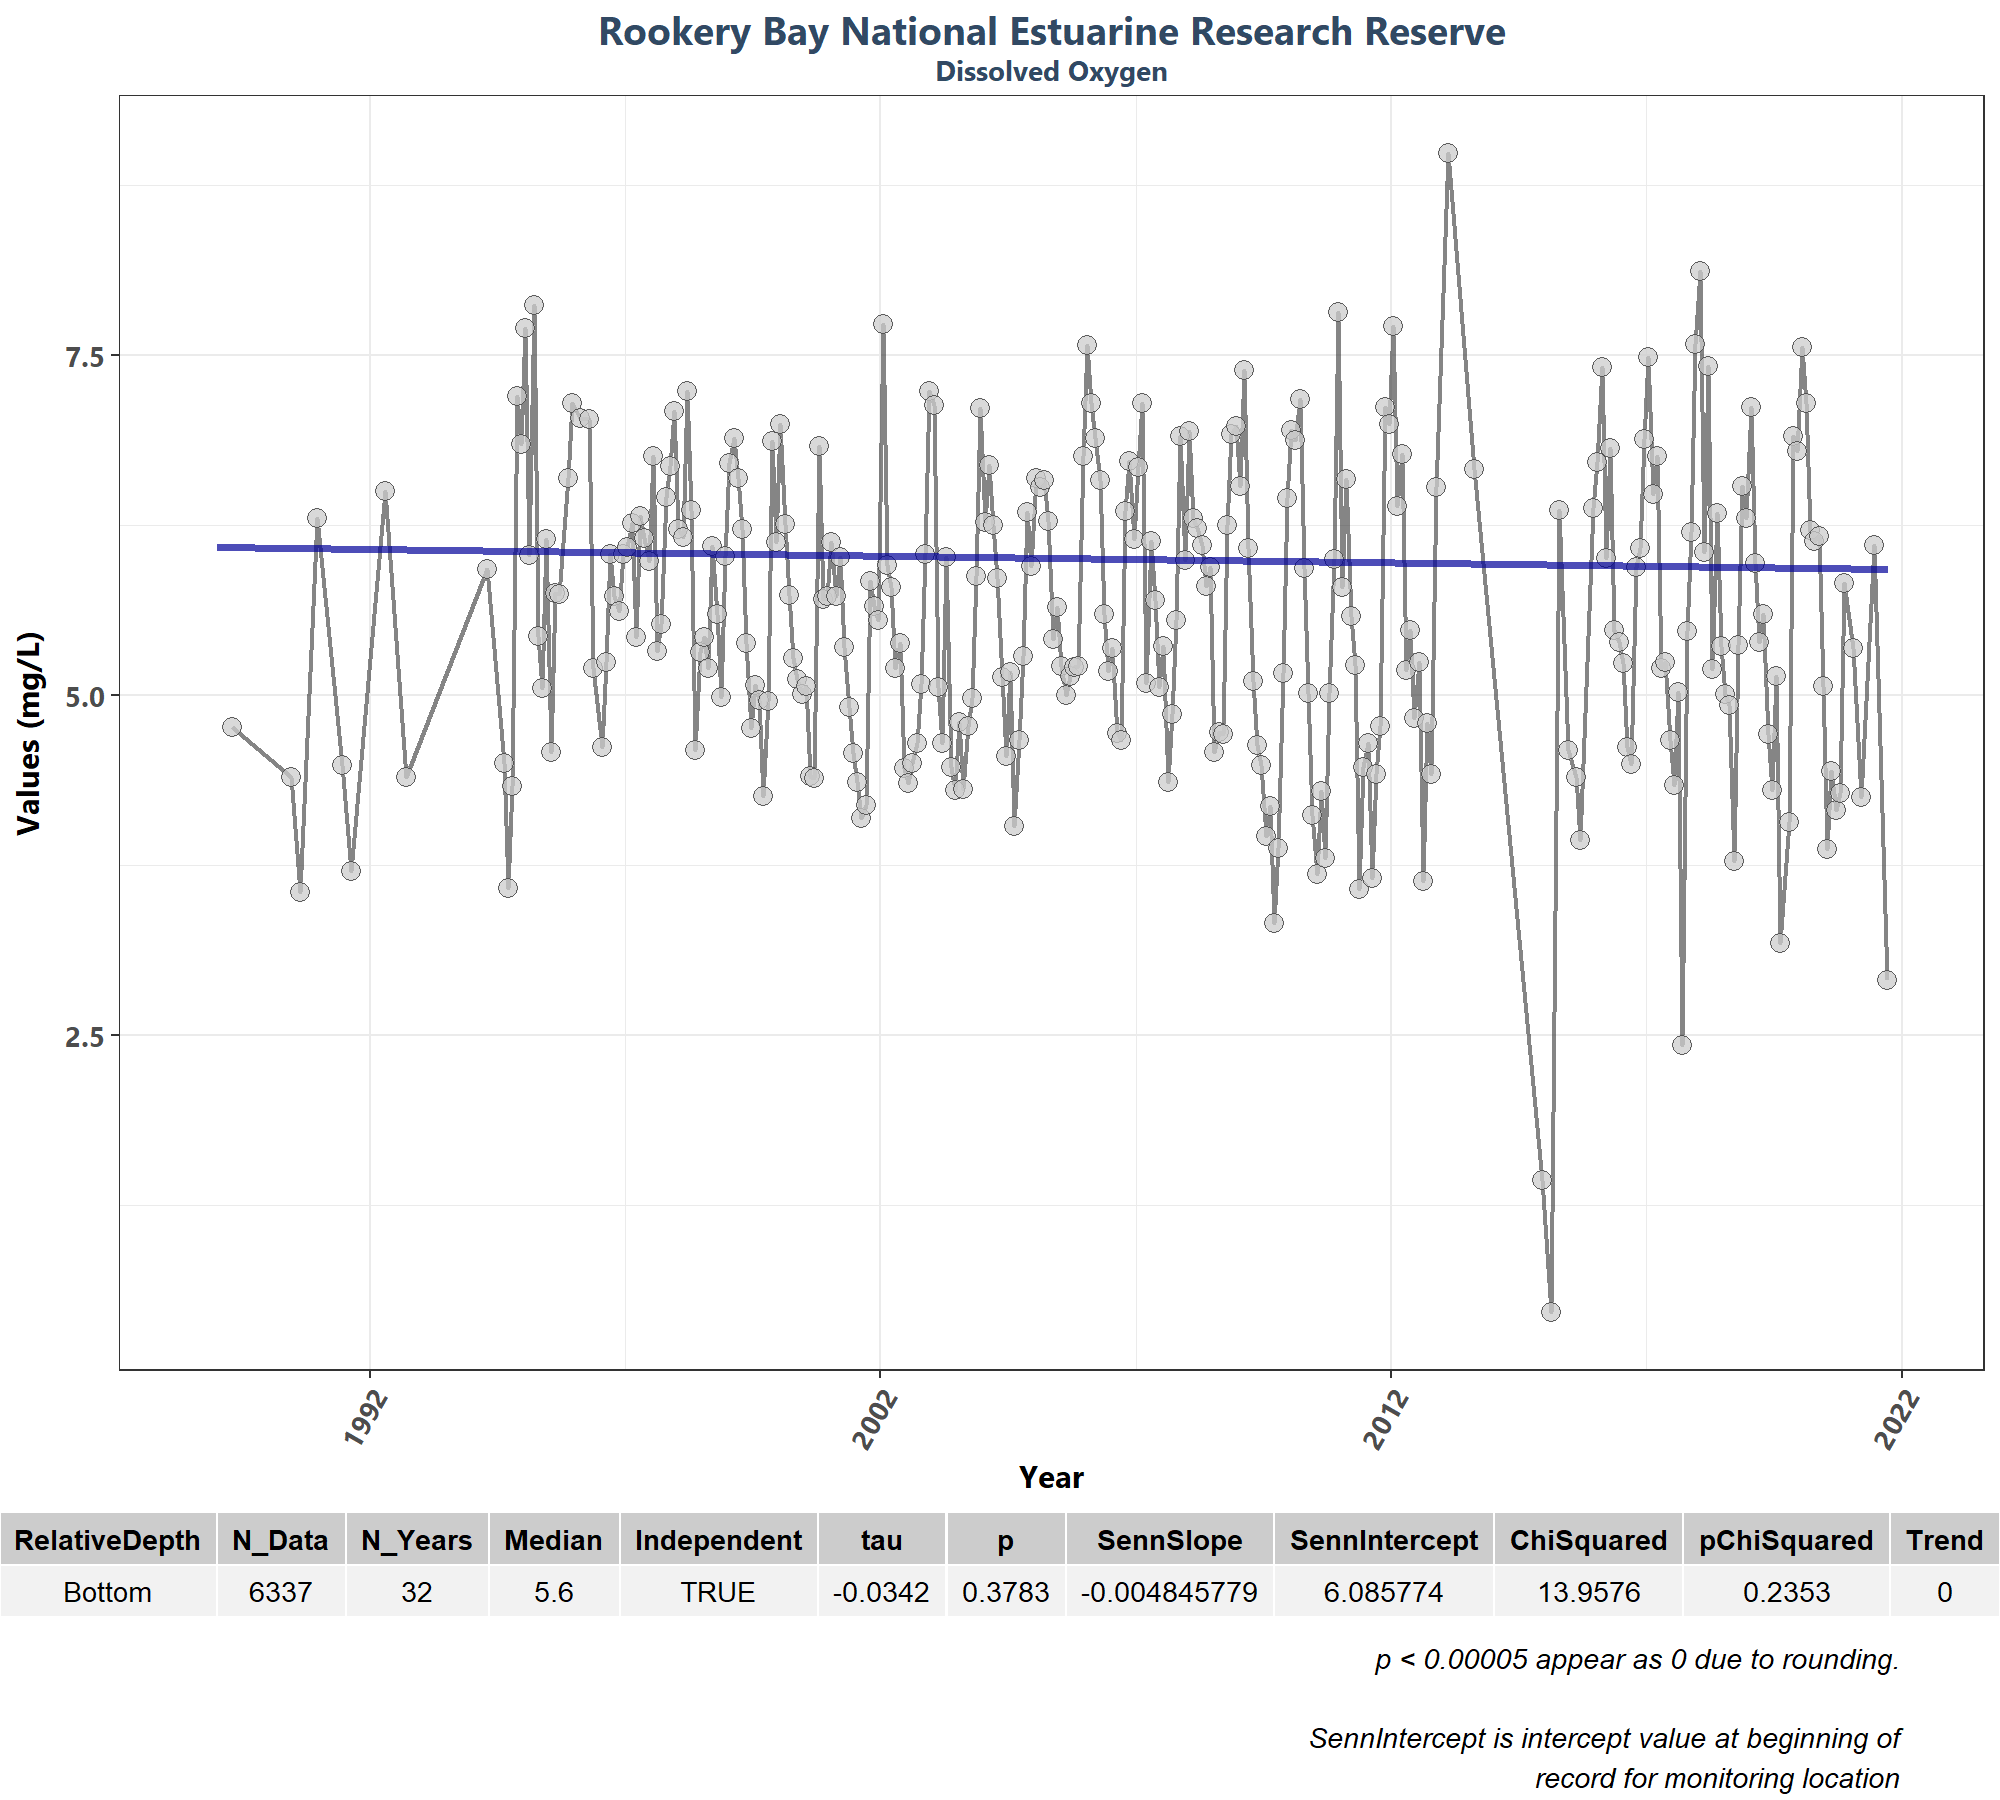 Rookery Bay National Estuarine Research Reserve
Dissolved Oxygen
Values (mg/L)
7.5
5.0
2.5
1992 2002 2012 2022
Year
RelativeDepth N_Data N_Years Median Independent tau p SennSlope SennIntercept ChiSquared pChiSquared Trend
Bottom 6337 32 5.6 TRUE -0.0342 0.3783 -0.004845779 6.085774 13.9576 0.2353 0
p < 0.00005 appear as 0 due to rounding.
SennIntercept is intercept value at beginning of
record for monitoring location